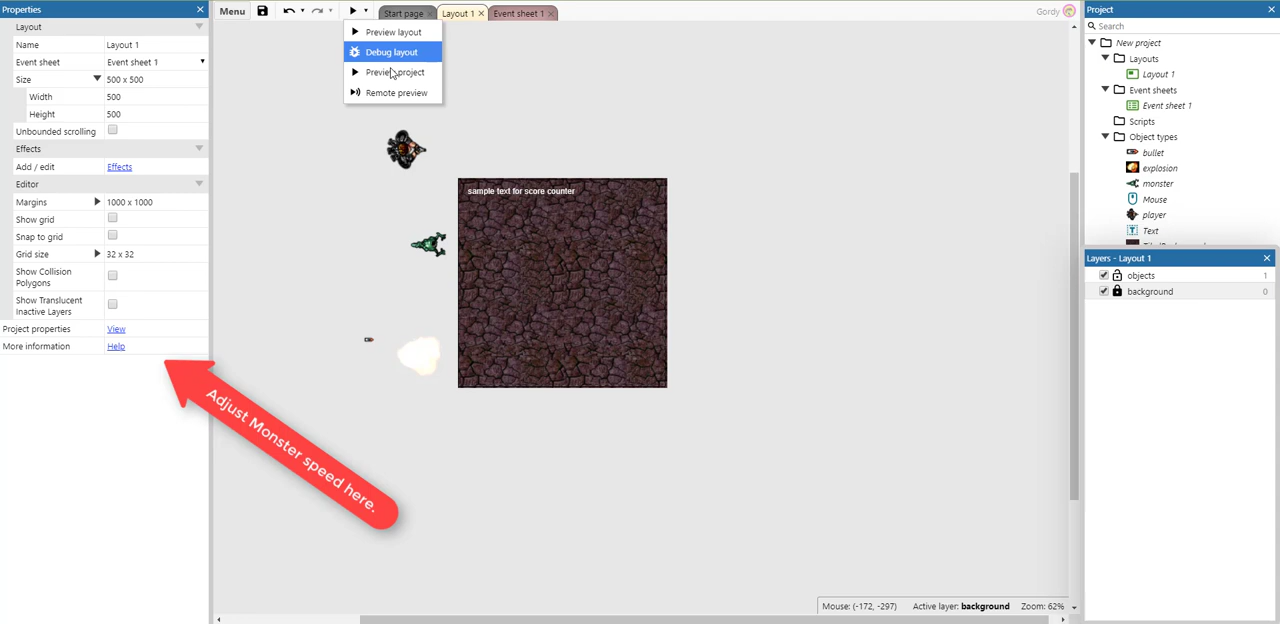 Properties
Layout
Name Layout 1
Event sheet Event sheet 1
Size 500 x 500
Width 500
Height 500
Unbounded scrolling
Effects
Add / edit Effects
Editor
Margins 1000 x 1000
Show grid
Snap to grid
Grid size 32 x 32
Show Collision
Polygons
Show Translucent
Inactive Layers
Project properties View
More information Help
Adjust Monster speed here.
Menu
Start page
Layout 1
Event sheet 1
Gordy
Preview layout
Debug layout
Preview project
Remote preview
sample text for score counter
Mouse: (-172, -297) Active layer: background Zoom: 62%
Project
Search
New project
Layouts
Layout 1
Event sheets
Event sheet 1
Scripts
Object types
bullet
explosion
monster
Mouse
player
Text
Layers - Layout 1
objects 1
background 0